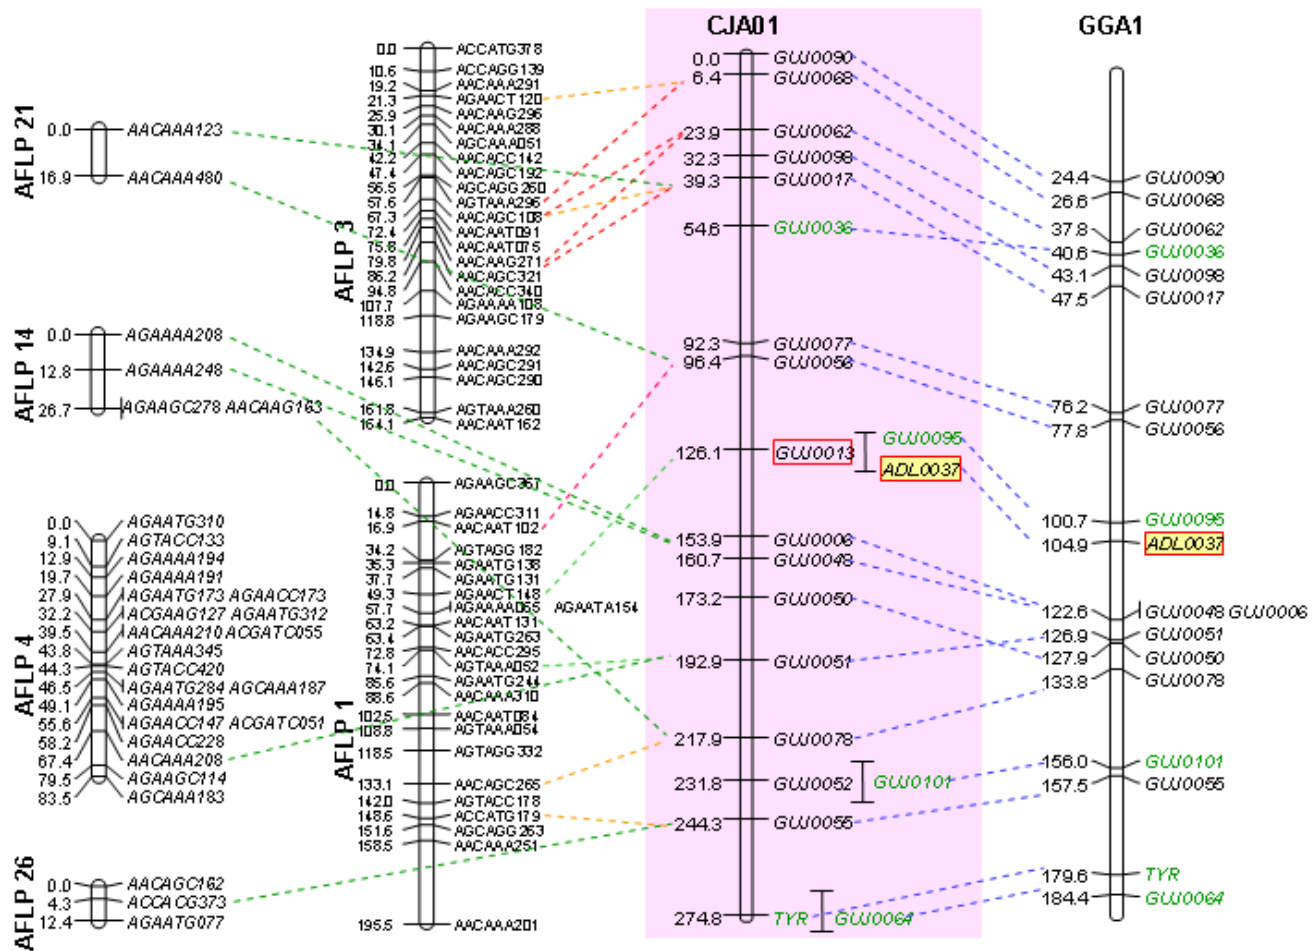 AFLP 21
0.0 AACAAA123
16.9 AACAAA480
AFLP 14
0.0 AGAAAA208
12.8 AGAAAA248
26.7 AGAAGC278 AACAAG163
AFLP 4
0.0 AGAATG310
9.1 AGTACC133
12.9 AGAAAA194
19.7 AGAAAA191
27.9 AGAATG173 AGAACC173
32.2 ACGAAG127 AGAATG312
39.5 AACAAA210 ACGATC055
43.8 AGTAAA345
44.3 AGTACC420
46.5 AGAATG284 AGCAAA187
49.1 AGAAAA195
55.6 AGAACC147 ACGATC051
58.2 AGAACC228
67.4 AACAAA208
79.5 AGAAGC114
83.5 AGCAAA183
AFLP 26
0.0 AACAGC162
4.3 ACCACG373
12.4 AGAATG077
AFLP 3
0.0 ACCATG378
10.6 ACCAGG139
19.2 AACAAA291
21.3 AGAACT120
25.9 AACAAG296
30.1 AACAAA288
34.1 AGCAAA051
42.2 AACACC142
47.4 AACAGC192
56.5 AGCAGG260
57.6 AGTAAA296
67.3 AACAGC108
72.4 AACAAT091
75.6 AACAAT075
79.8 AACAAG271
86.2 AACAGC321
94.8 AACACC340
107.7 AGAAAA108
118.8 AGAAGC179
134.9 AACAAA292
142.6 AACAGC291
146.1 AACAGC290
161.8 AGTAAA260
164.1 AACAAT162
AFLP 1
0.0 AGAAGC367
14.8 AGAACC311
16.9 AACAAT102
34.2 AGTAGG182
35.3 AGAATG138
37.7 AGAATG131
49.3 AGAACT148
57.7 AGAAAA055 AGAATA154
63.2 AACAAT131
63.4 AGAATG263
72.8 AACACC295
74.1 AGTAAA052
85.6 AGAATG244
88.6 AACAAA310
102.5 AACAAT084
108.8 AGTAAA054
118.5 AGTAGG332
133.1 AACAGC265
142.0 AGTACC178
148.6 ACCATG179
151.6 AGCAGG263
158.5 AACAAA251
195.5 AACAAA201
CJA01
0.0 GUJ0090
6.4 GUJ0068
23.9 GUJ0062
32.3 GUJ0098
39.3 GUJ0017
54.6 GUJ0036
92.3 GUJ0077
96.4 GUJ0056
GUJ0095
126.1 GUJ0013
ADL0037
153.9 GUJ0006
160.7 GUJ0048
173.2 GUJ0050
192.9 GUJ0051
217.9 GUJ0078
231.8 GUJ0052 GUJ0101
244.3 GUJ0055
274.8 TYR GUJ0064
GGA1
24.4 GUJ0090
26.6 GUJ0068
37.8 GUJ0062
40.6 GUJ0036
43.1 GUJ0098
47.5 GUJ0017
76.2 GUJ0077
77.8 GUJ0056
100.7 GUJ0095
104.9 ADL0037
122.6 GUJ0048 GUJ0006
126.9 GUJ0051
127.9 GUJ0050
133.8 GUJ0078
156.0 GUJ0101
157.5 GUJ0055
179.6 TYR
184.4 GUJ0064